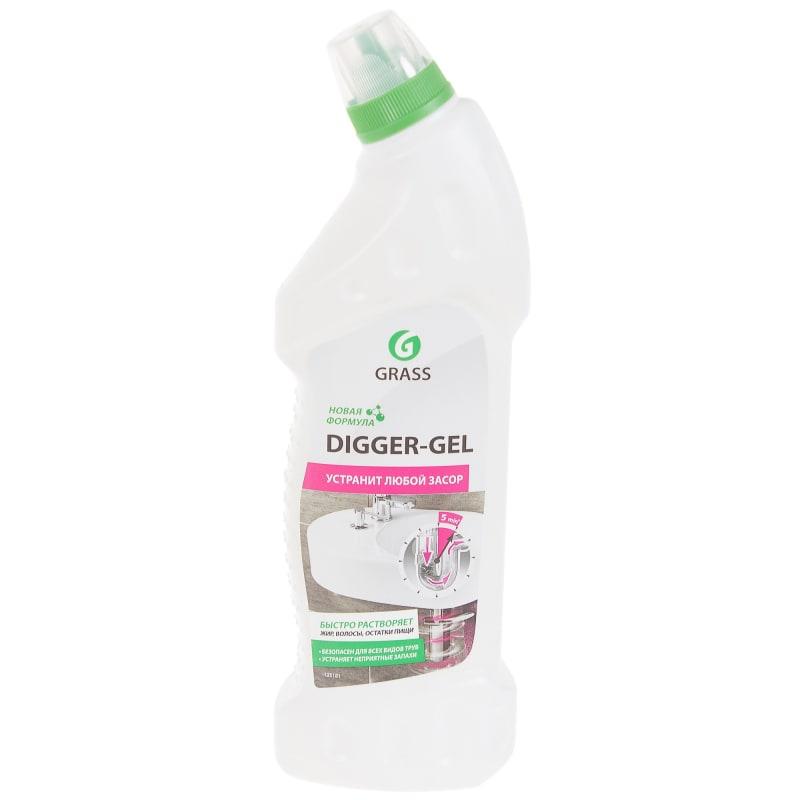 GRASS
НОВАЯ
ФОРМУЛА
DIGGER-GEL
УСТРАНИТ ЛЮБОЙ ЗАСОР
5 min
БЫСТРО РАСТВОРЯЕТ
ЖИР, ВОЛОСЫ, ОСТАТКИ ПИЩИ
• БЕЗОПАСЕН ДЛЯ ВСЕХ ВИДОВ ТРУБ
• УСТРАНЯЕТ НЕПРИЯТНЫЕ ЗАПАХИ